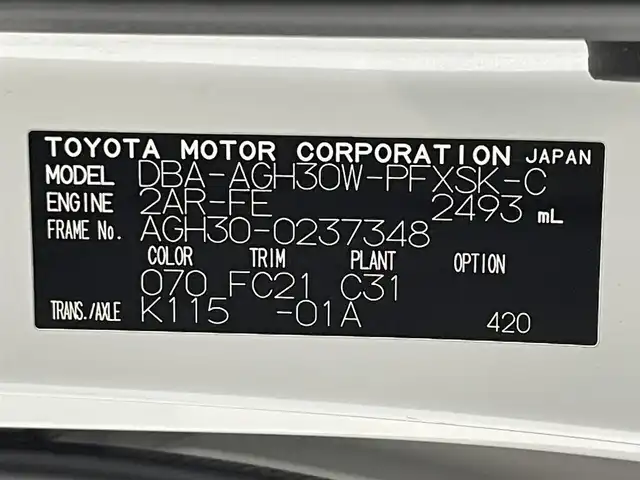 TOYOTA MOTOR CORPORATION JAPAN
MODEL DBA-AGH30W-PFXSK-C
ENGINE 2AR-FE 2493 mL
FRAME No. AGH30-0237348
COLOR TRIM PLANT OPTION
070 FC21 C31
TRANS./AXLE K115 -01A 420